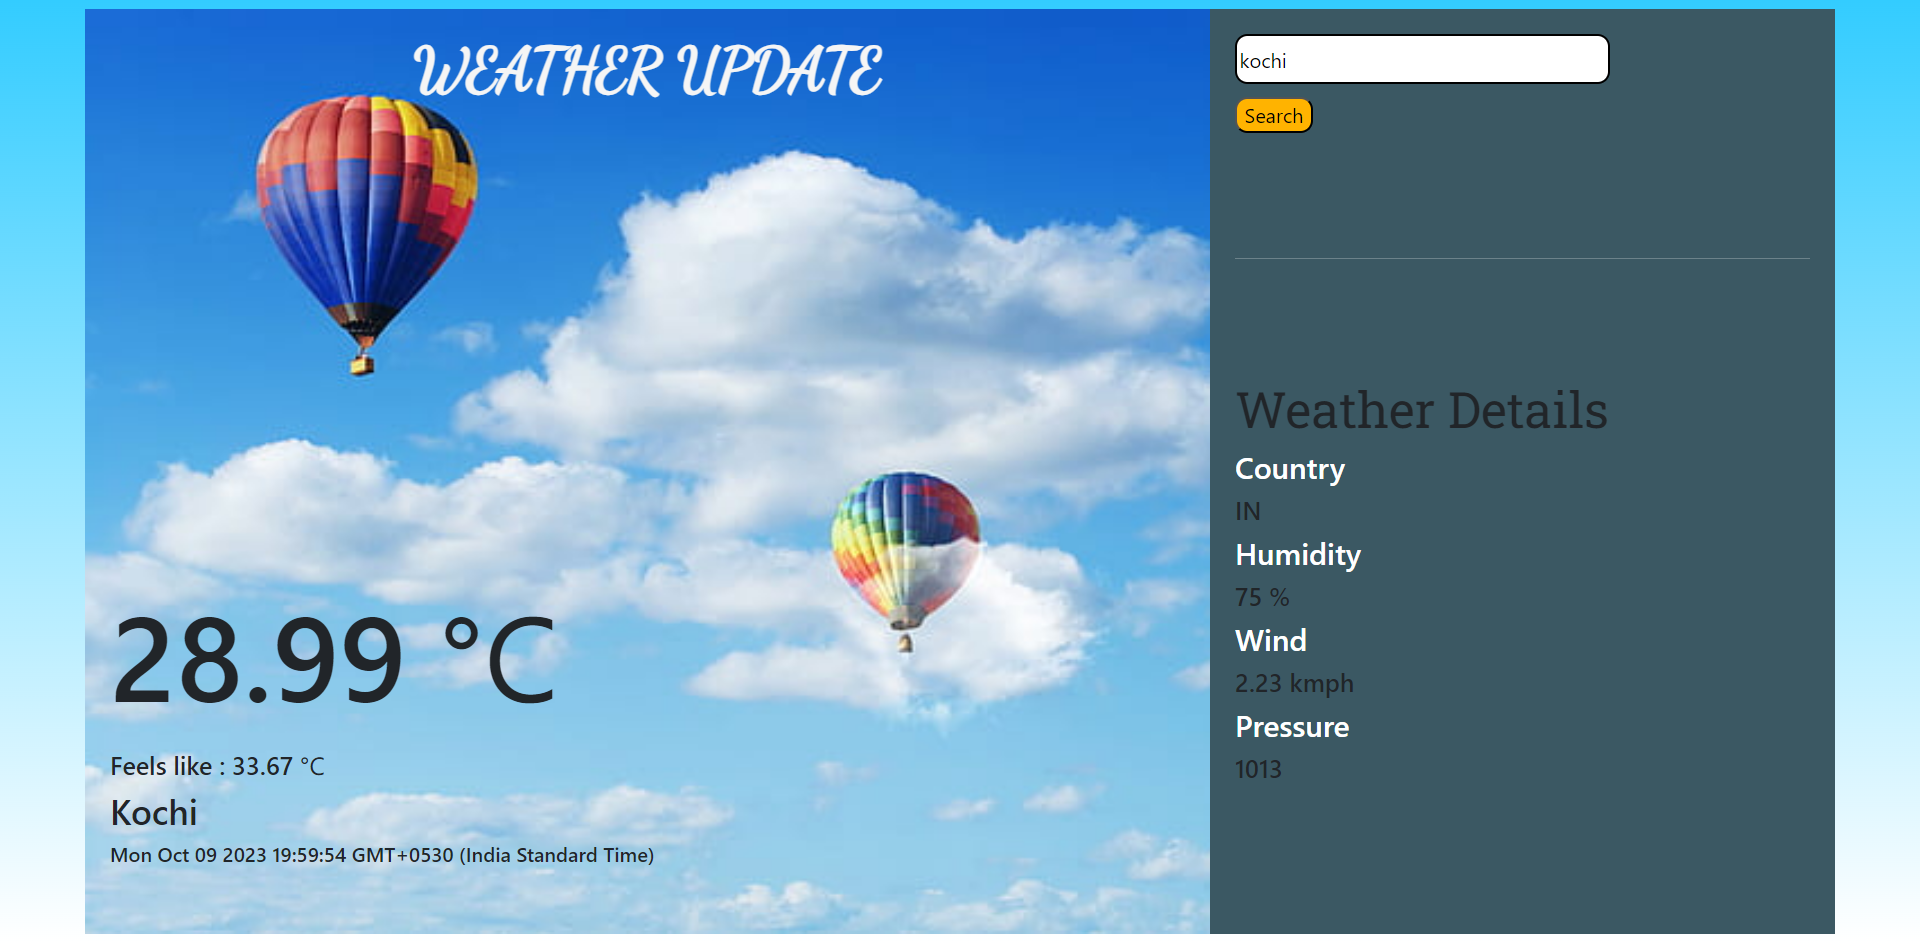 WEATHER UPDATE
28.99 °C
Feels like : 33.67 °C
Kochi
Mon Oct 09 2023 19:59:54 GMT+0530 (India Standard Time)
kochi
Search
Weather Details
Country
IN
Humidity
75 %
Wind
2.23 kmph
Pressure
1013